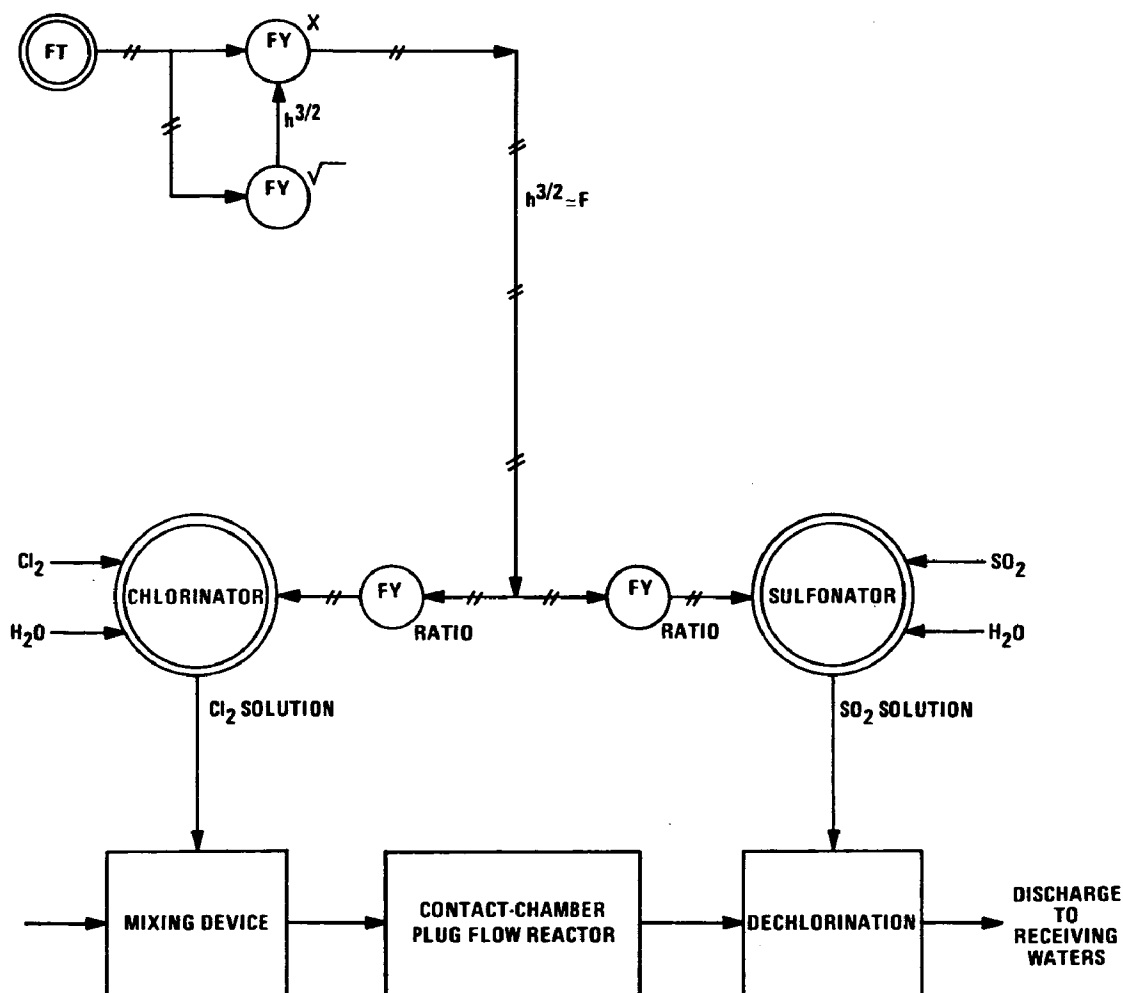 FT
FY X
h3/2
FY √
h3/2 ≃ F
Cl2
H2O
CHLORINATOR
FY
RATIO
FY
RATIO
SULFONATOR
SO2
H2O
Cl2 SOLUTION
SO2 SOLUTION
MIXING DEVICE
CONTACT-CHAMBER
PLUG FLOW REACTOR
DECHLORINATION
DISCHARGE
TO
RECEIVING
WATERS